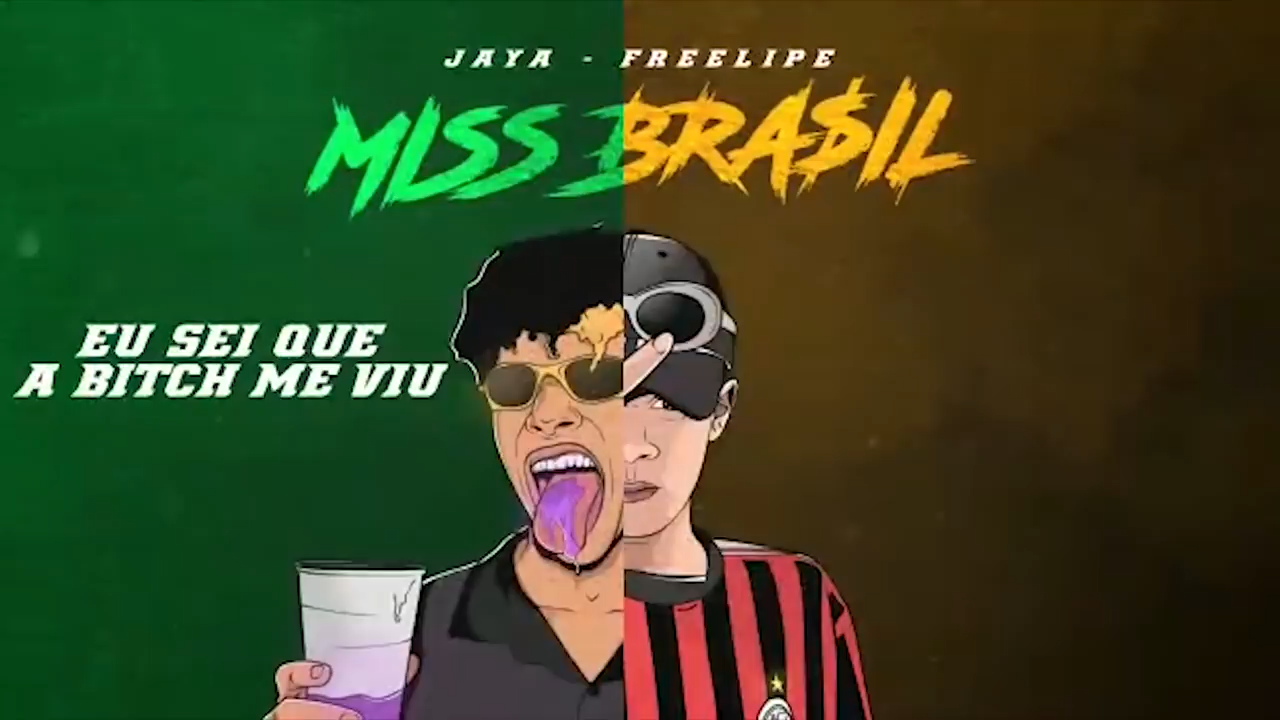 JAYA - FREELIPE
MISS BRA$IL
EU SEI QUE
A BITCH ME VIU